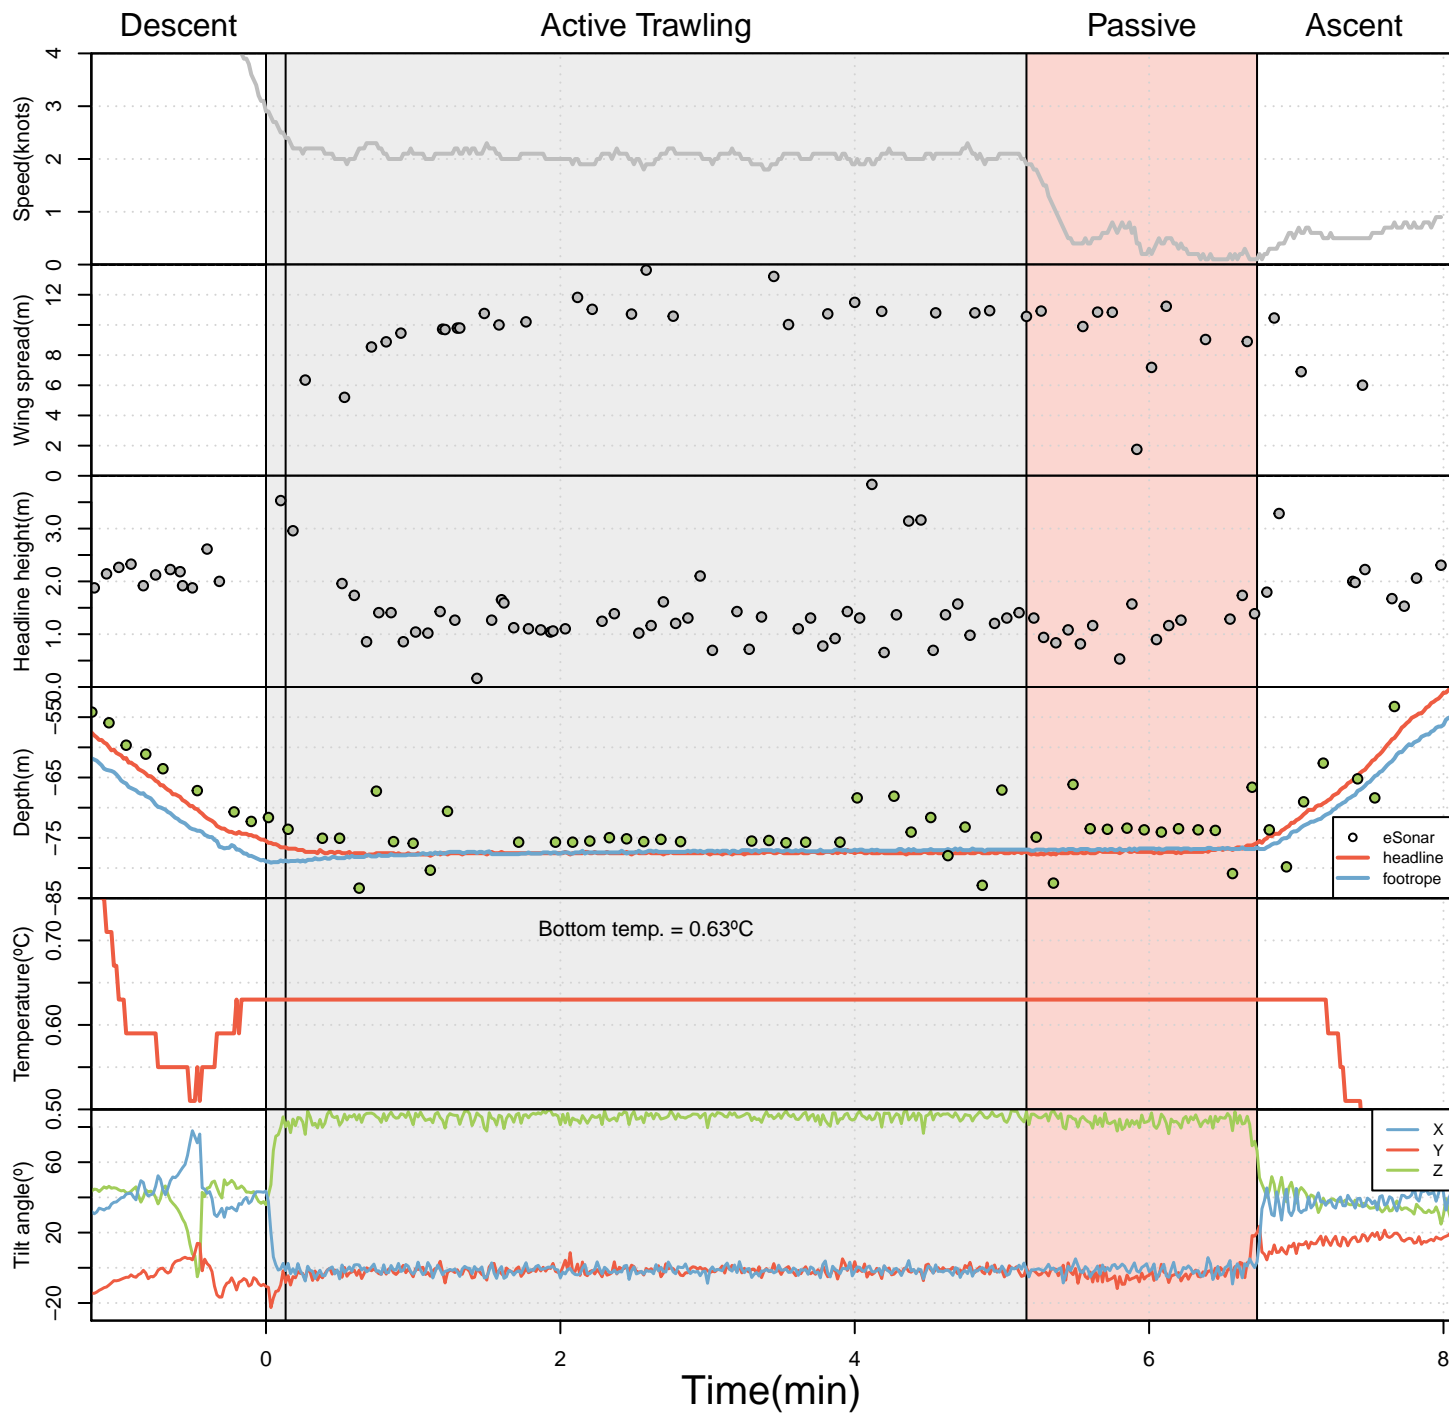 Descent Active Trawling Passive Ascent
Speed(knots)
4
3
2
1
0
Wing spread(m)
12
8
6
4
2
0
Headline height(m)
3.0
2.0
1.0
0.0
Depth(m)
−55
−65
−75
−85
eSonar
headline
footrope
Temperature(ºC)
0.70
0.60
0.50
Bottom temp. = 0.63ºC
Tilt angle(º)
60
20
−20
X
Y
Z
0 2 4 6 8
Time(min)